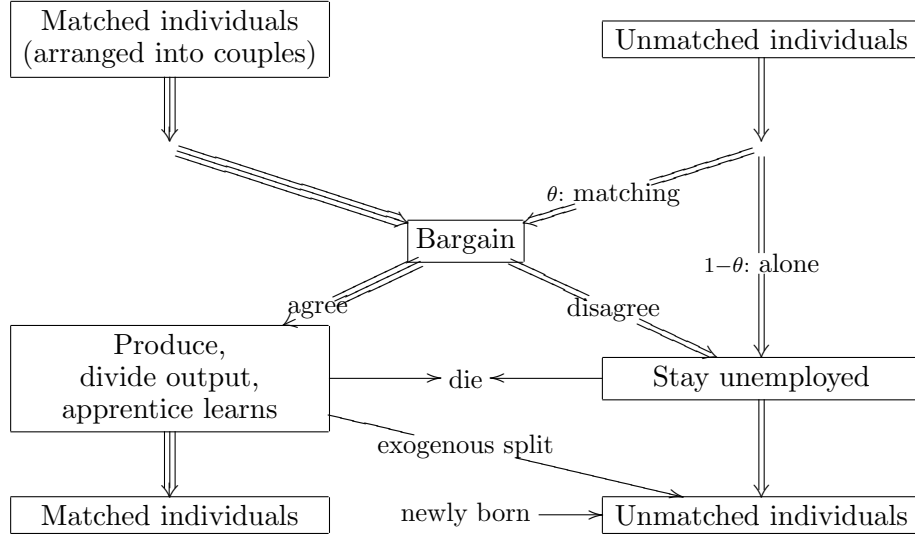 Matched individuals
(arranged into couples)
Unmatched individuals
θ: matching
Bargain
1−θ: alone
agree
disagree
Produce,
divide output,
apprentice learns
die
Stay unemployed
exogenous split
Matched individuals
newly born
Unmatched individuals